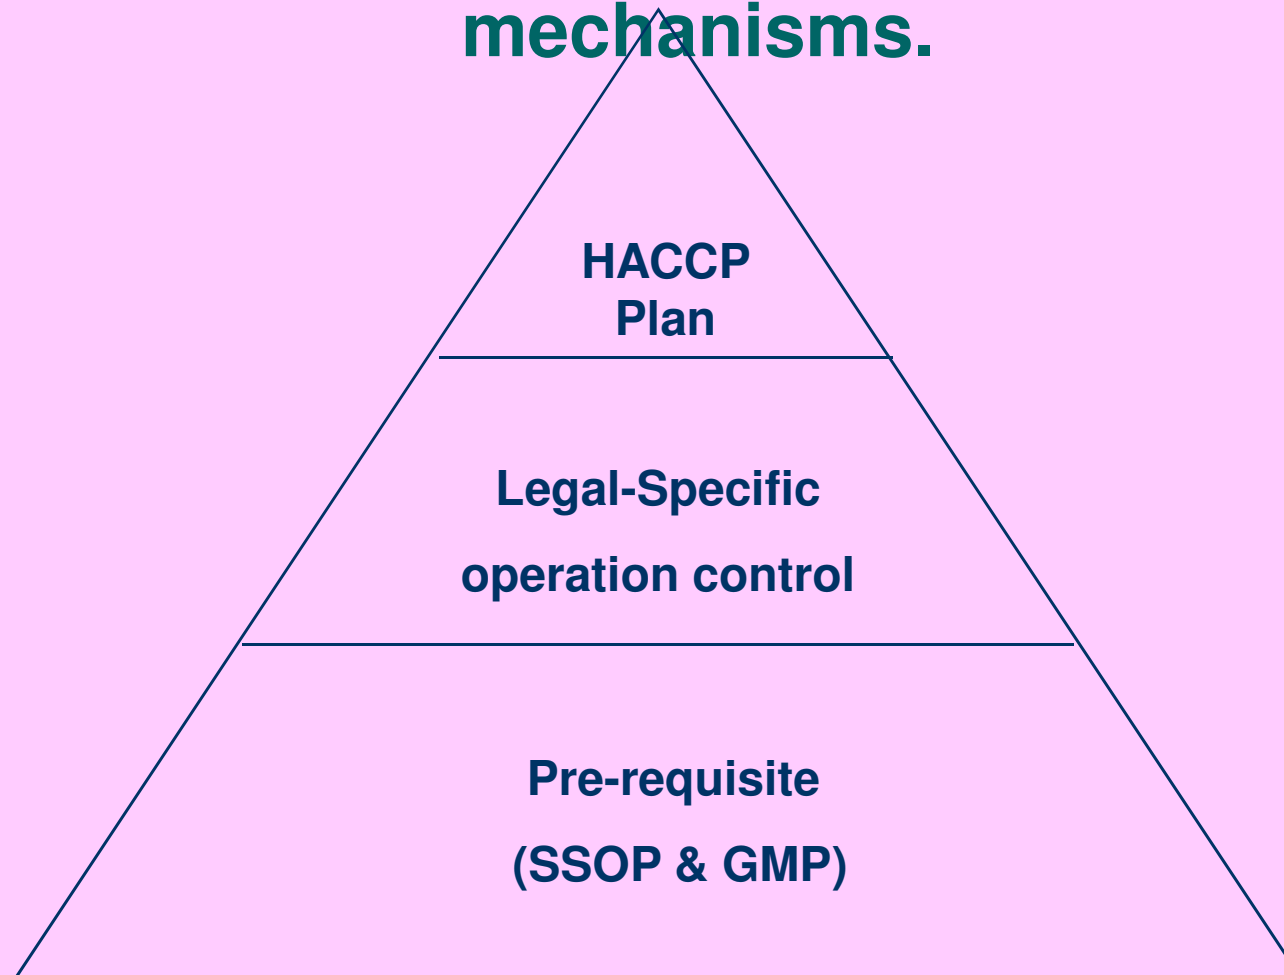 mechanisms.
HACCP
Plan
Legal-Specific
operation control
Pre-requisite
(SSOP & GMP)